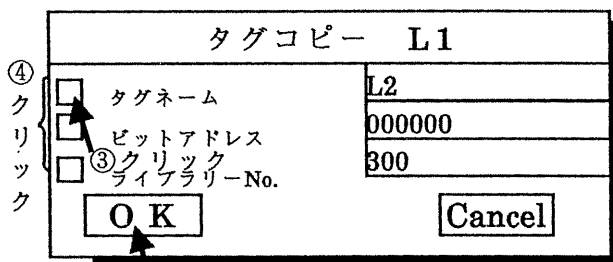 タグコピー L1
④クリック
タグネーム L2
ビットアドレス 000000
③クリック
ライブラリーNo. 300
OK Cancel